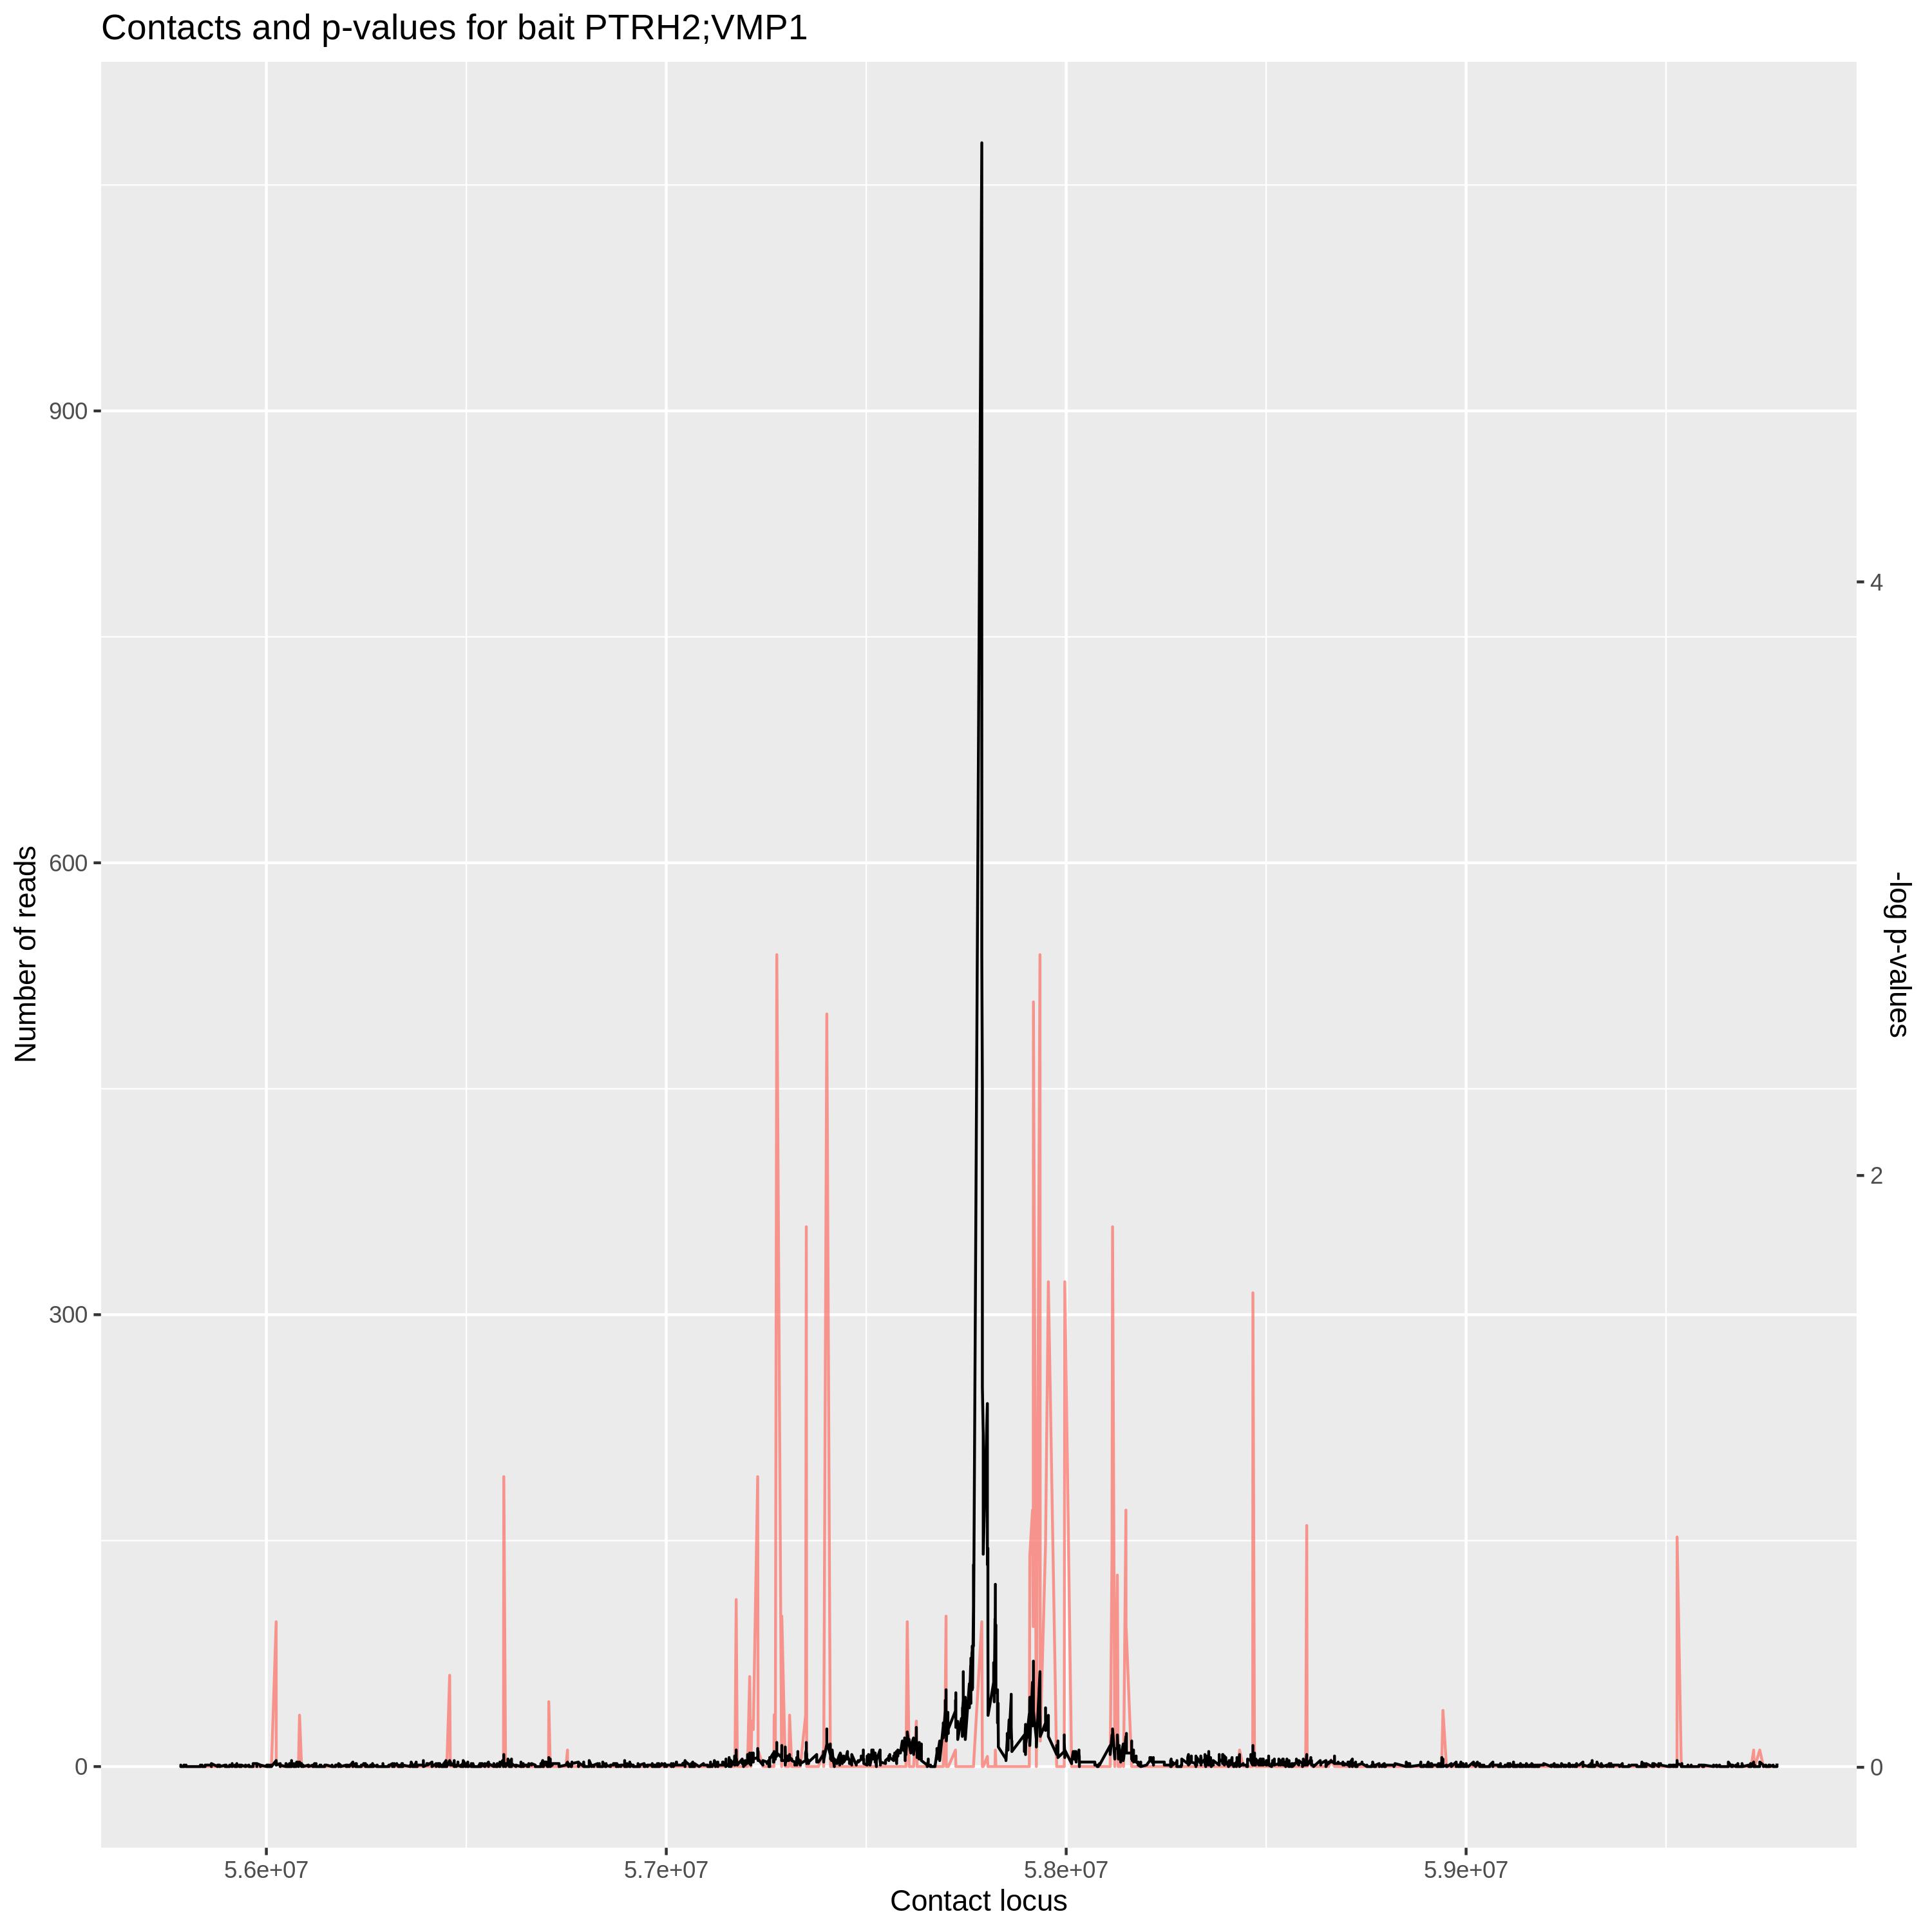 Contacts and p-values for bait PTRH2;VMP1
900
600
300
0
Number of reads
4
2
0
-log p-values
5.6e+07
5.7e+07
5.8e+07
5.9e+07
Contact locus